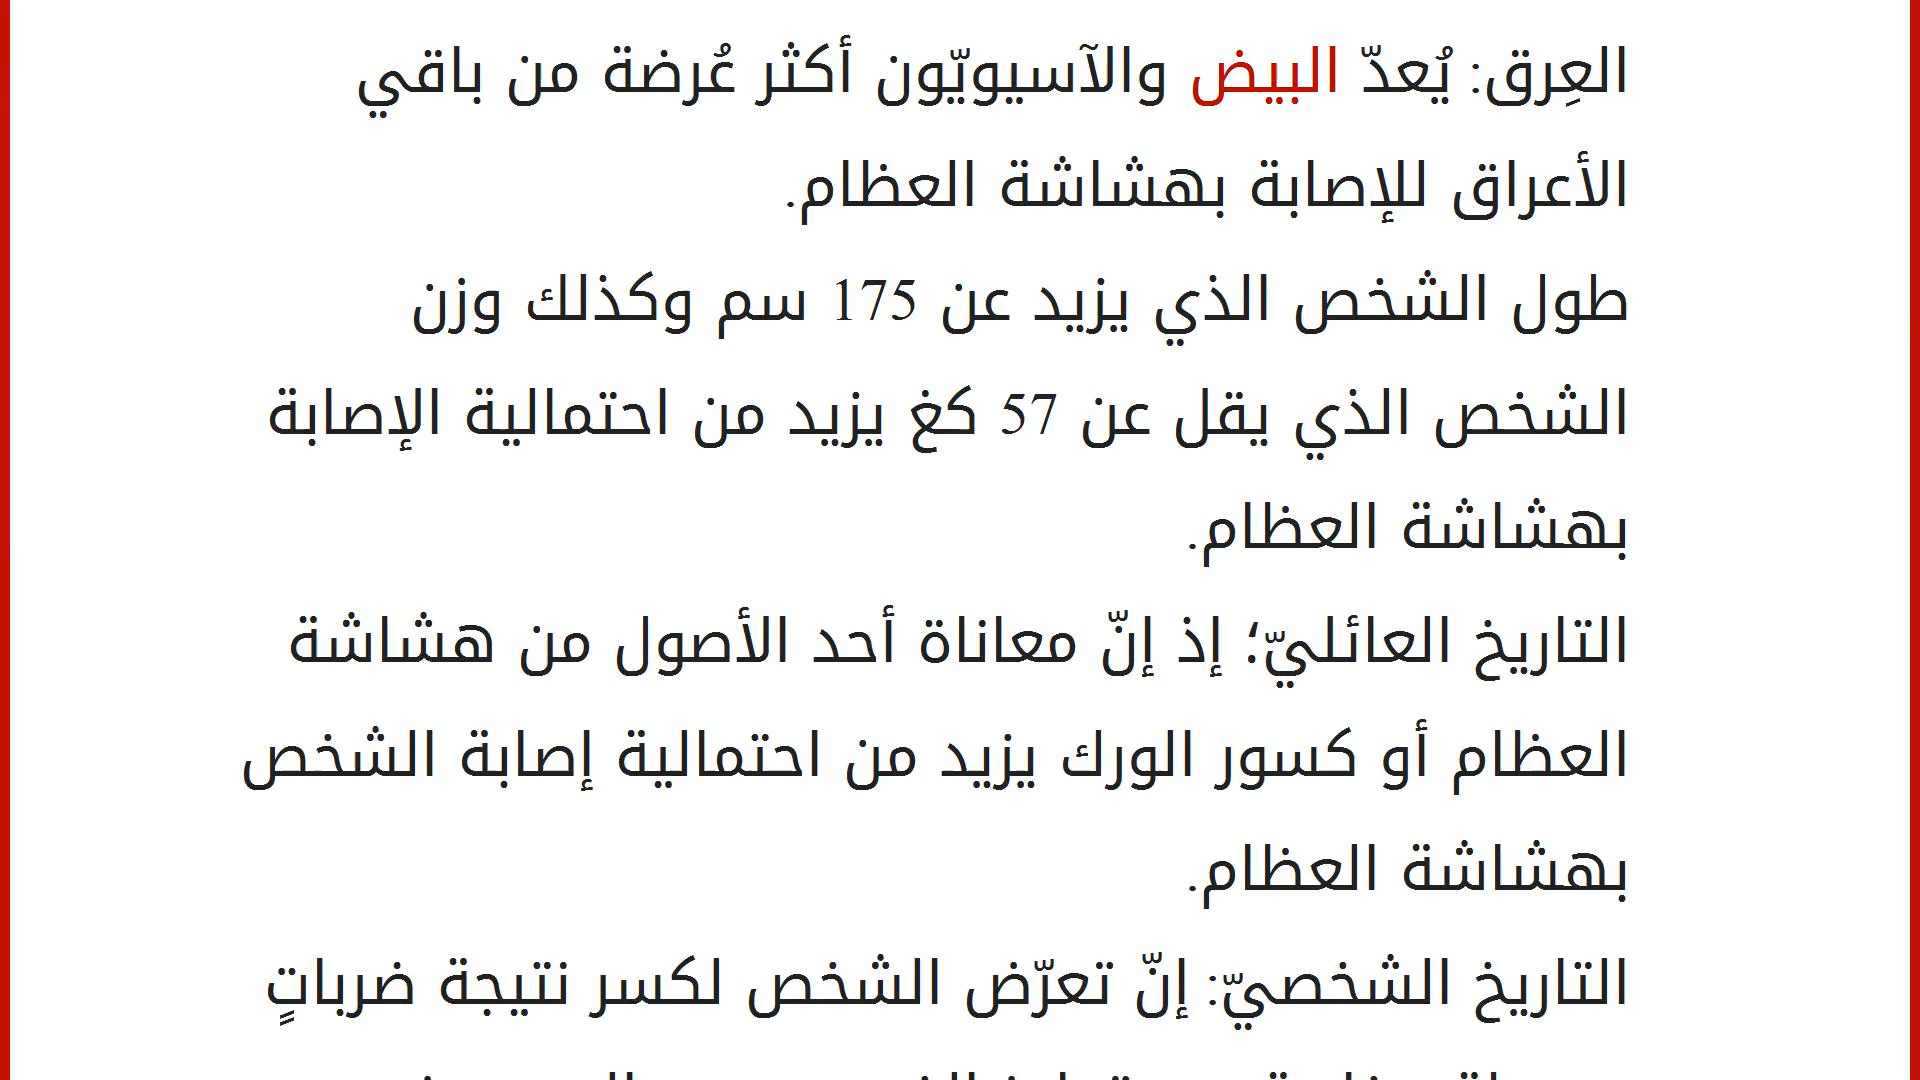 العِرق: يُعدّ البيض والآسيويّون أكثر عُرضة من باقي
الأعراق للإصابة بهشاشة العظام.
طول الشخص الذي يزيد عن 175 سم وكذلك وزن
الشخص الذي يقل عن 57 كغ يزيد من احتمالية الإصابة
بهشاشة العظام.
التاريخ العائليّ؛ إذ إنّ معاناة أحد الأصول من هشاشة
العظام أو كسور الورك يزيد من احتمالية إصابة الشخص
بهشاشة العظام.
التاريخ الشخصيّ: إنّ تعرّض الشخص لكسر نتيجة ضرباتٍ